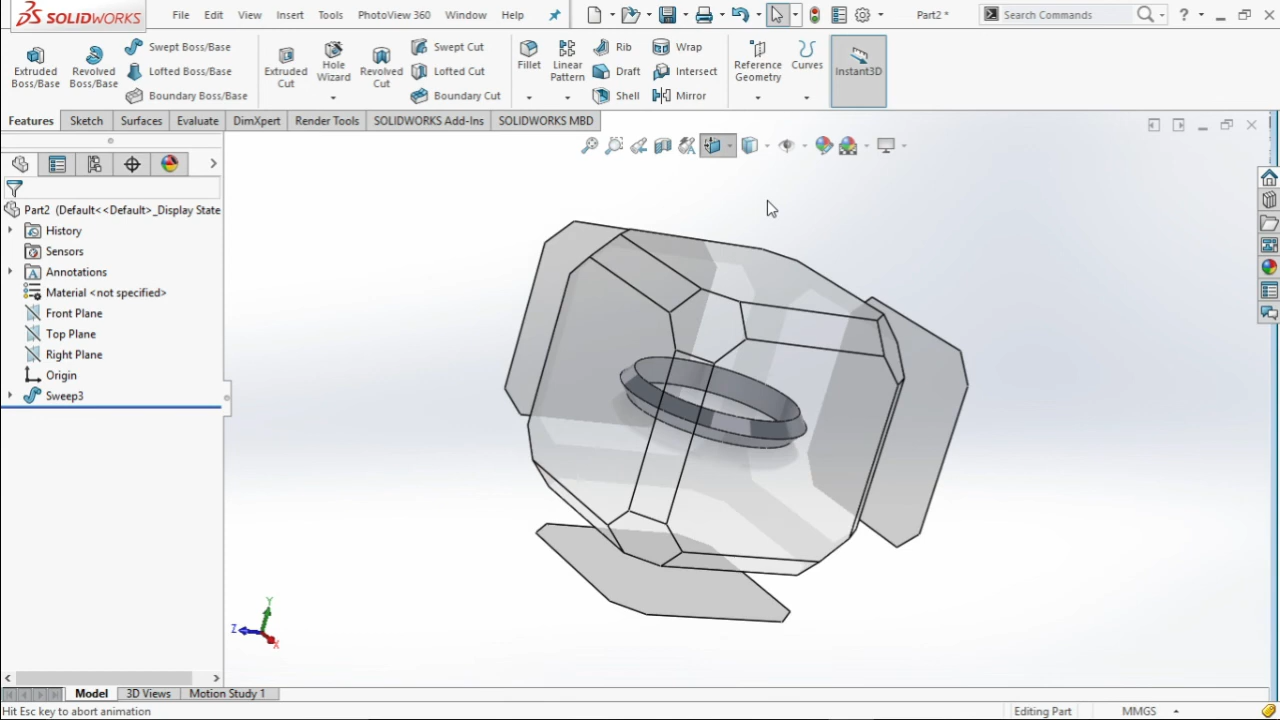 SOLIDWORKS File Edit View Insert Tools PhotoView 360 Window Help Part2 * Search Commands ?
Extruded Boss/Base
Revolved Boss/Base
Swept Boss/Base
Lofted Boss/Base
Boundary Boss/Base
Extruded Cut
Hole Wizard
Revolved Cut
Swept Cut
Lofted Cut
Boundary Cut
Fillet
Linear Pattern
Rib
Draft
Shell
Wrap
Intersect
Mirror
Reference Geometry
Curves
Instant3D
Features Sketch Surfaces Evaluate DimXpert Render Tools SOLIDWORKS Add-Ins SOLIDWORKS MBD
Part2 (Default<<Default>_Display State
History
Sensors
Annotations
Material <not specified>
Front Plane
Top Plane
Right Plane
Origin
Sweep3
Y
Z
X
Model 3D Views Motion Study 1
Hit Esc key to abort animation Editing Part MMGS